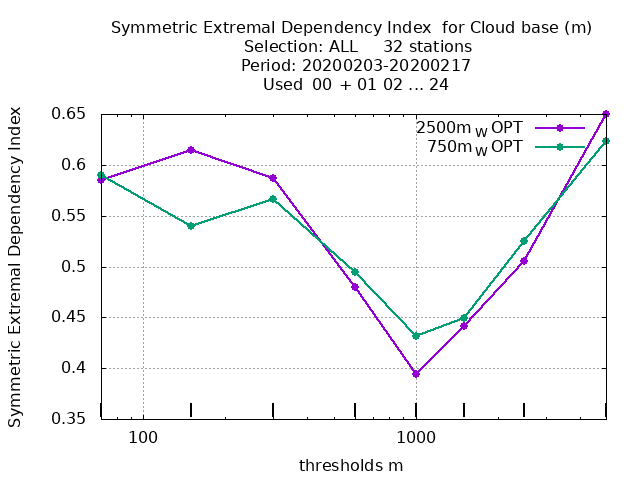 Symmetric Extremal Dependency Index  for Cloud base (m)
Selection: ALL     32 stations
Period: 20200203-20200217
Used  00 + 01 02 ... 24
Symmetric Extremal Dependency Index
0.65
0.6
0.55
0.5
0.45
0.4
0.35
2500m W OPT
750m W OPT
100
1000
thresholds m